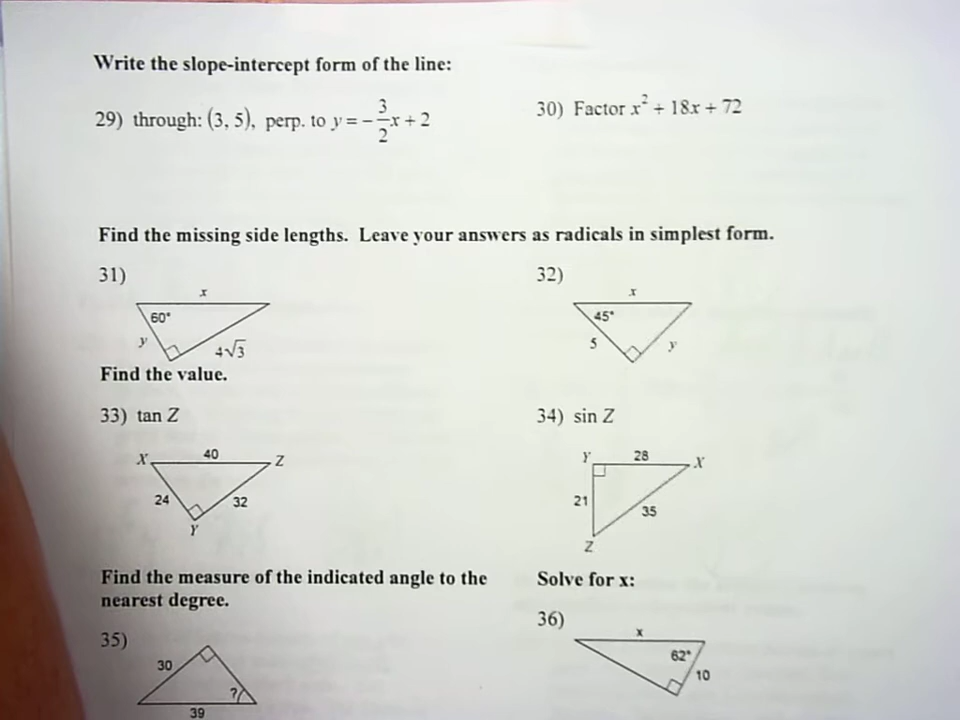 Write the slope-intercept form of the line:
29) through: (3, 5), perp. to y = -3/2x + 2
30) Factor x² + 18x + 72
Find the missing side lengths. Leave your answers as radicals in simplest form.
31)
x
60°
y
4√3
32)
x
45°
5
y
Find the value.
33) tan Z
X
40
Z
24
32
Y
34) sin Z
Y
28
X
21
35
Z
Find the measure of the indicated angle to the
nearest degree.
35)
30
?
39
Solve for x:
36)
x
62°
10